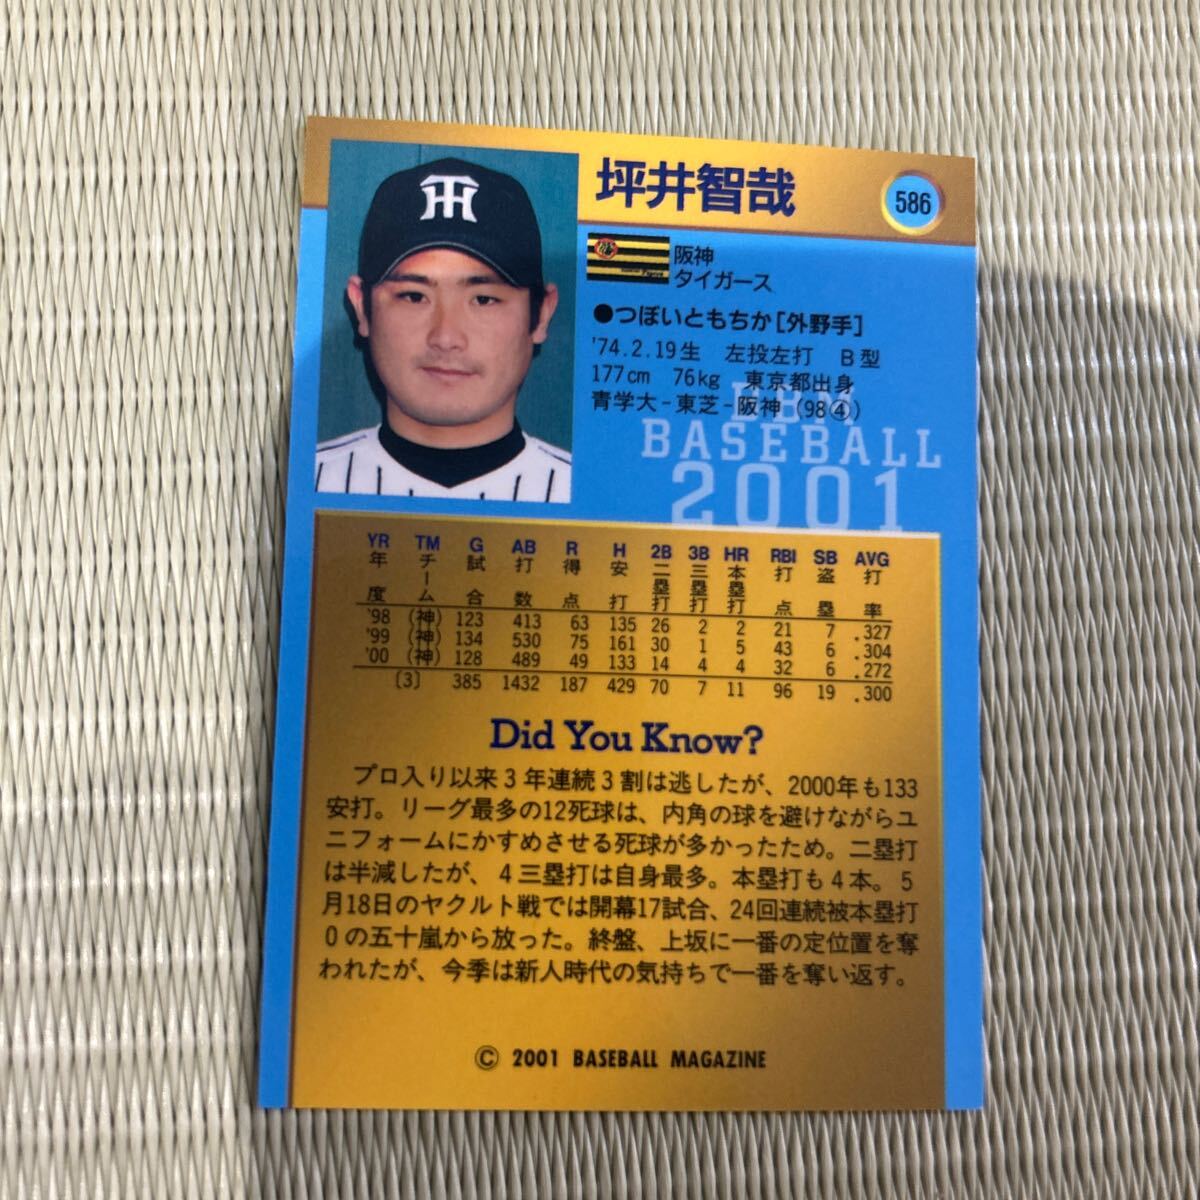 坪井智哉
586
阪神
タイガース
●つぼいともちか[外野手]
'74.2.19生 左投左打 B型
177cm 76kg 東京都出身
青学大－東芝－阪神（98④）
BBM
BASEBALL
2001
YR TM G AB R H 2B 3B HR RBI SB AVG
年度 チーム 試合 打数 得点 安打 二塁打 三塁打 本塁打 打点 盗塁 打率
'98 (神) 123 413 63 135 26 2 2 21 7 .327
'99 (神) 134 530 75 161 30 1 5 43 6 .304
'00 (神) 128 489 49 133 14 4 4 32 6 .272
〔3〕 385 1432 187 429 70 7 11 96 19 .300
Did You Know?
プロ入り以来３年連続３割は逃したが、2000年も133
安打。リーグ最多の12死球は、内角の球を避けながらユ
ニフォームにかすめさせる死球が多かったため。二塁打
は半減したが、４三塁打は自身最多。本塁打も４本。５
月18日のヤクルト戦では開幕17試合、24回連続被本塁打
０の五十嵐から放った。終盤、上坂に一番の定位置を奪
われたが、今季は新人時代の気持ちで一番を奪い返す。
© 2001 BASEBALL MAGAZINE